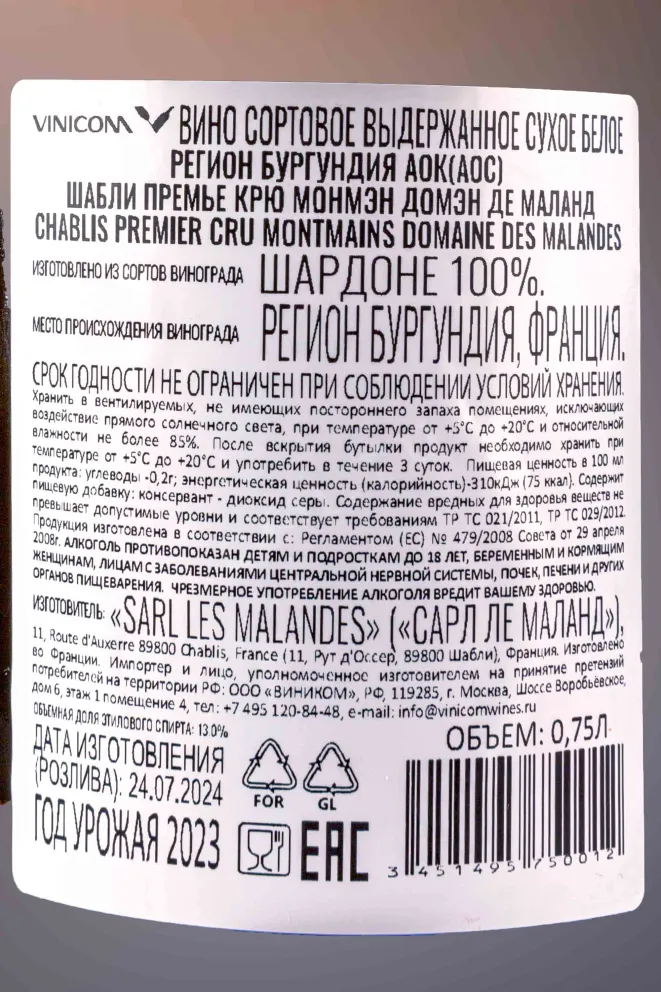 VINICOM ВИНО СОРТОВОЕ ВЫДЕРЖАННОЕ СУХОЕ БЕЛОЕ
РЕГИОН БУРГУНДИЯ АОК(АОС)
ШАБЛИ ПРЕМЬЕ КРЮ МОНМЭН ДОМЭН ДЕ МАЛАНД
CHABLIS PREMIER CRU MONTMAINS DOMAINE DES MALANDES
ИЗГОТОВЛЕНО ИЗ СОРТОВ ВИНОГРАДА ШАРДОНЕ 100%.
МЕСТО ПРОИСХОЖДЕНИЯ ВИНОГРАДА РЕГИОН БУРГУНДИЯ, ФРАНЦИЯ.
СРОК ГОДНОСТИ НЕ ОГРАНИЧЕН ПРИ СОБЛЮДЕНИИ УСЛОВИЙ ХРАНЕНИЯ.
Хранить в вентилируемых, не имеющих постороннего запаха помещениях, исключающих
воздействие прямого солнечного света, при температуре от +5°С до +20°С и относительной
влажности не более 85%. После вскрытия бутылки продукт необходимо хранить при
температуре от +5°С до +20°С и употребить в течение 3 суток. Пищевая ценность в 100 мл
продукта: углеводы -0,2г; энергетическая ценность (калорийность)-310кДж (75 ккал). Содержит
пищевую добавку: консервант - диоксид серы. Содержание вредных для здоровья веществ не
превышает допустимые уровни и соответствует требованиям ТР ТС 021/2011, ТР ТС 029/2012.
Продукция изготовлена в соответствии с: Регламентом (ЕС) № 479/2008 Совета от 29 апреля
2008г. АЛКОГОЛЬ ПРОТИВОПОКАЗАН ДЕТЯМ И ПОДРОСТКАМ ДО 18 ЛЕТ, БЕРЕМЕННЫМ И КОРМЯЩИМ
ЖЕНЩИНАМ, ЛИЦАМ С ЗАБОЛЕВАНИЯМИ ЦЕНТРАЛЬНОЙ НЕРВНОЙ СИСТЕМЫ, ПОЧЕК, ПЕЧЕНИ И ДРУГИХ
ОРГАНОВ ПИЩЕВАРЕНИЯ. ЧРЕЗМЕРНОЕ УПОТРЕБЛЕНИЕ АЛКОГОЛЯ ВРЕДИТ ВАШЕМУ ЗДОРОВЬЮ.
ИЗГОТОВИТЕЛЬ: «SARL LES MALANDES» («САРЛ ЛЕ МАЛАНД»),
11, Route d'Auxerre 89800 Chablis, France (11, Рут д'Оссер, 89800 Шабли), Франция. Изготовлено
во Франции. Импортер и лицо, уполномоченное изготовителем на принятие претензий
потребителей на территории РФ: ООО «ВИНИКОМ», РФ, 119285, г. Москва, Шоссе Воробьёвское,
дом 6, этаж 1 помещение 4, тел: +7 495 120-84-48, e-mail: info@vinicomwines.ru
ОБЪЕМНАЯ ДОЛЯ ЭТИЛОВОГО СПИРТА: 13.0%
ОБЪЕМ: 0,75Л
ДАТА ИЗГОТОВЛЕНИЯ
(РОЗЛИВА): 24.07.2024
FOR GL
ГОД УРОЖАЯ 2023
EAC
3 451495 750012